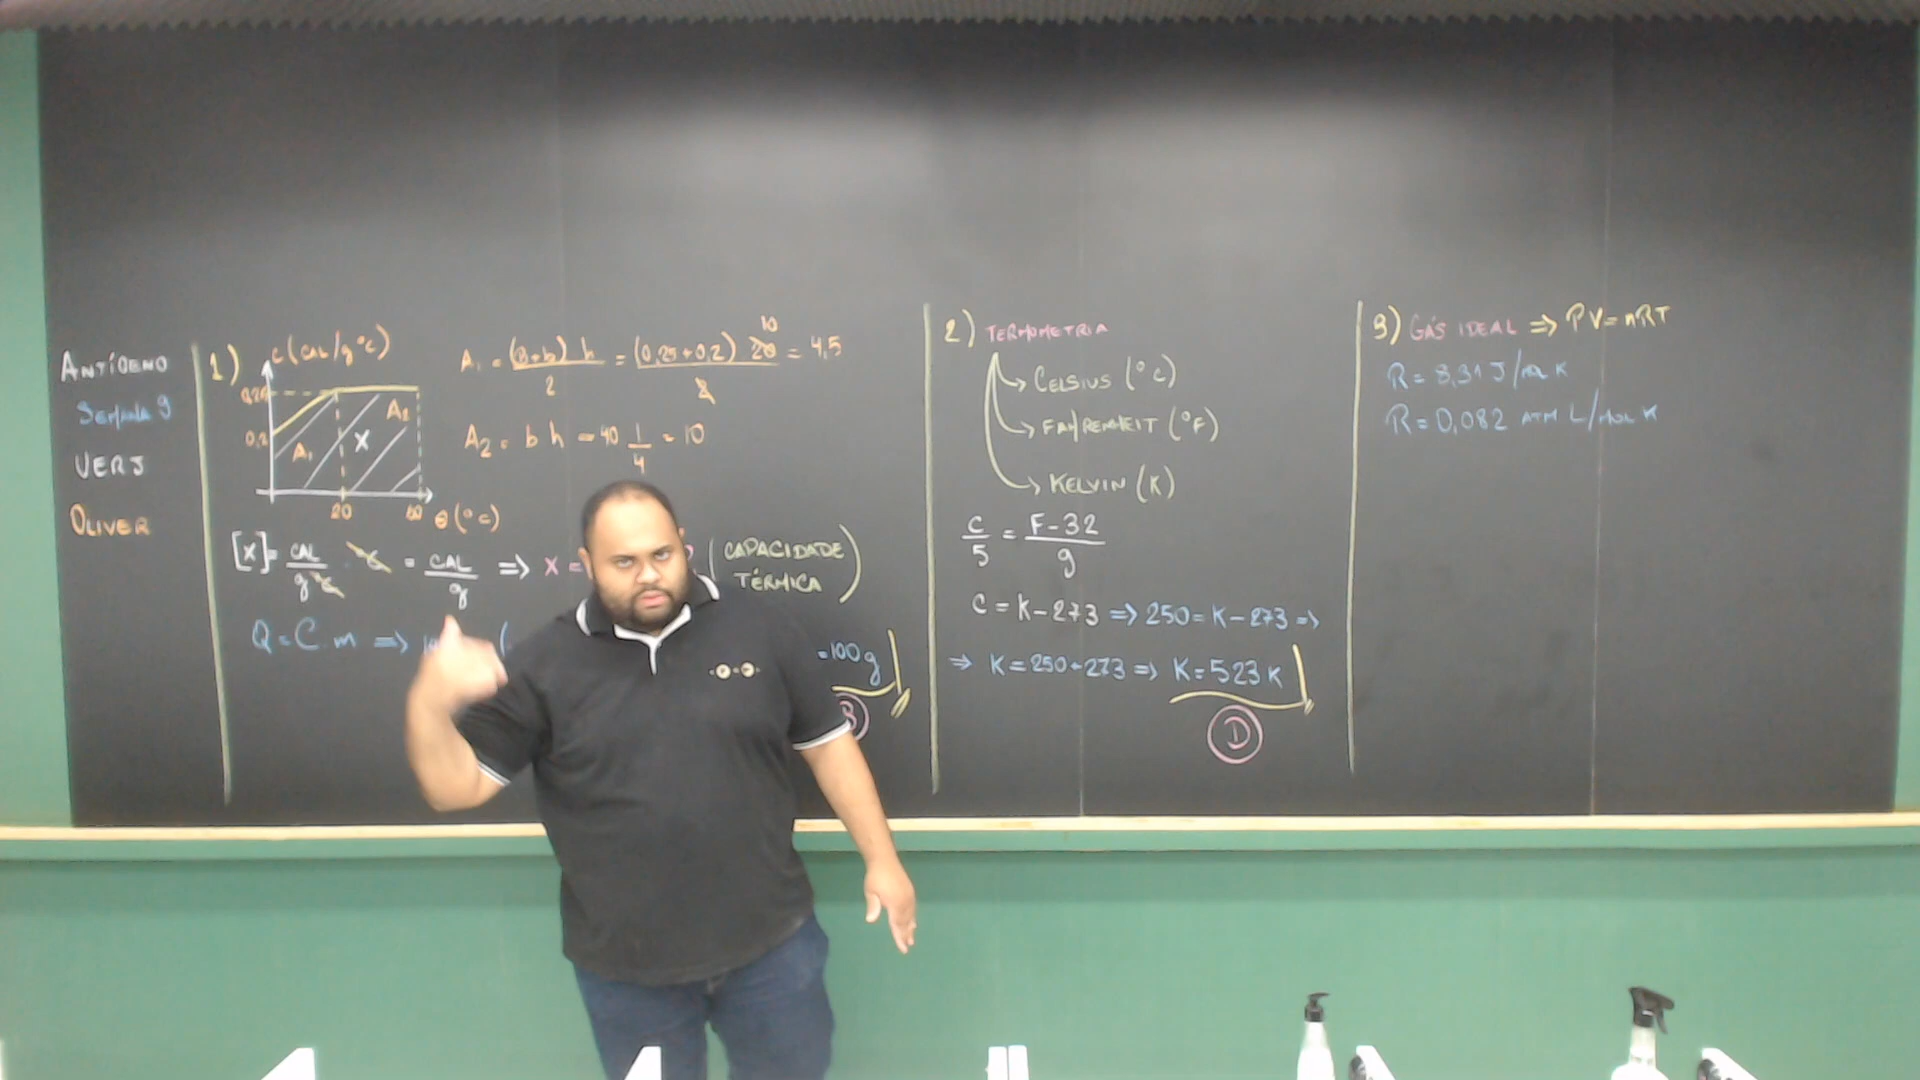 ANTÍGENO
SEMANA 9
UERJ
OLIVER
1)
C (CAL/g°C)
0,25
0,2
A₁
X
A₂
20
60
θ(°C)
A₁ = (B+b) h / 2 = (0,25+0,2) 20 / 2 = 4,5
10
A₂ = b h = 40 1/4 = 10
[X] = CAL / g°C · °C = CAL / g => X =
(CAPACIDADE TÉRMICA)
Q = C m =>
= 100 g
B
2) TERMOMETRIA
CELSIUS (°C)
FAHRENHEIT (°F)
KELVIN (K)
C/5 = F-32/9
C = K - 273 => 250 = K - 273 =>
=> K = 250 + 273 => K = 523 K
D
3) GÁS IDEAL => PV = nRT
R = 8,31 J/MOL K
R = 0,082 ATM L/MOL K